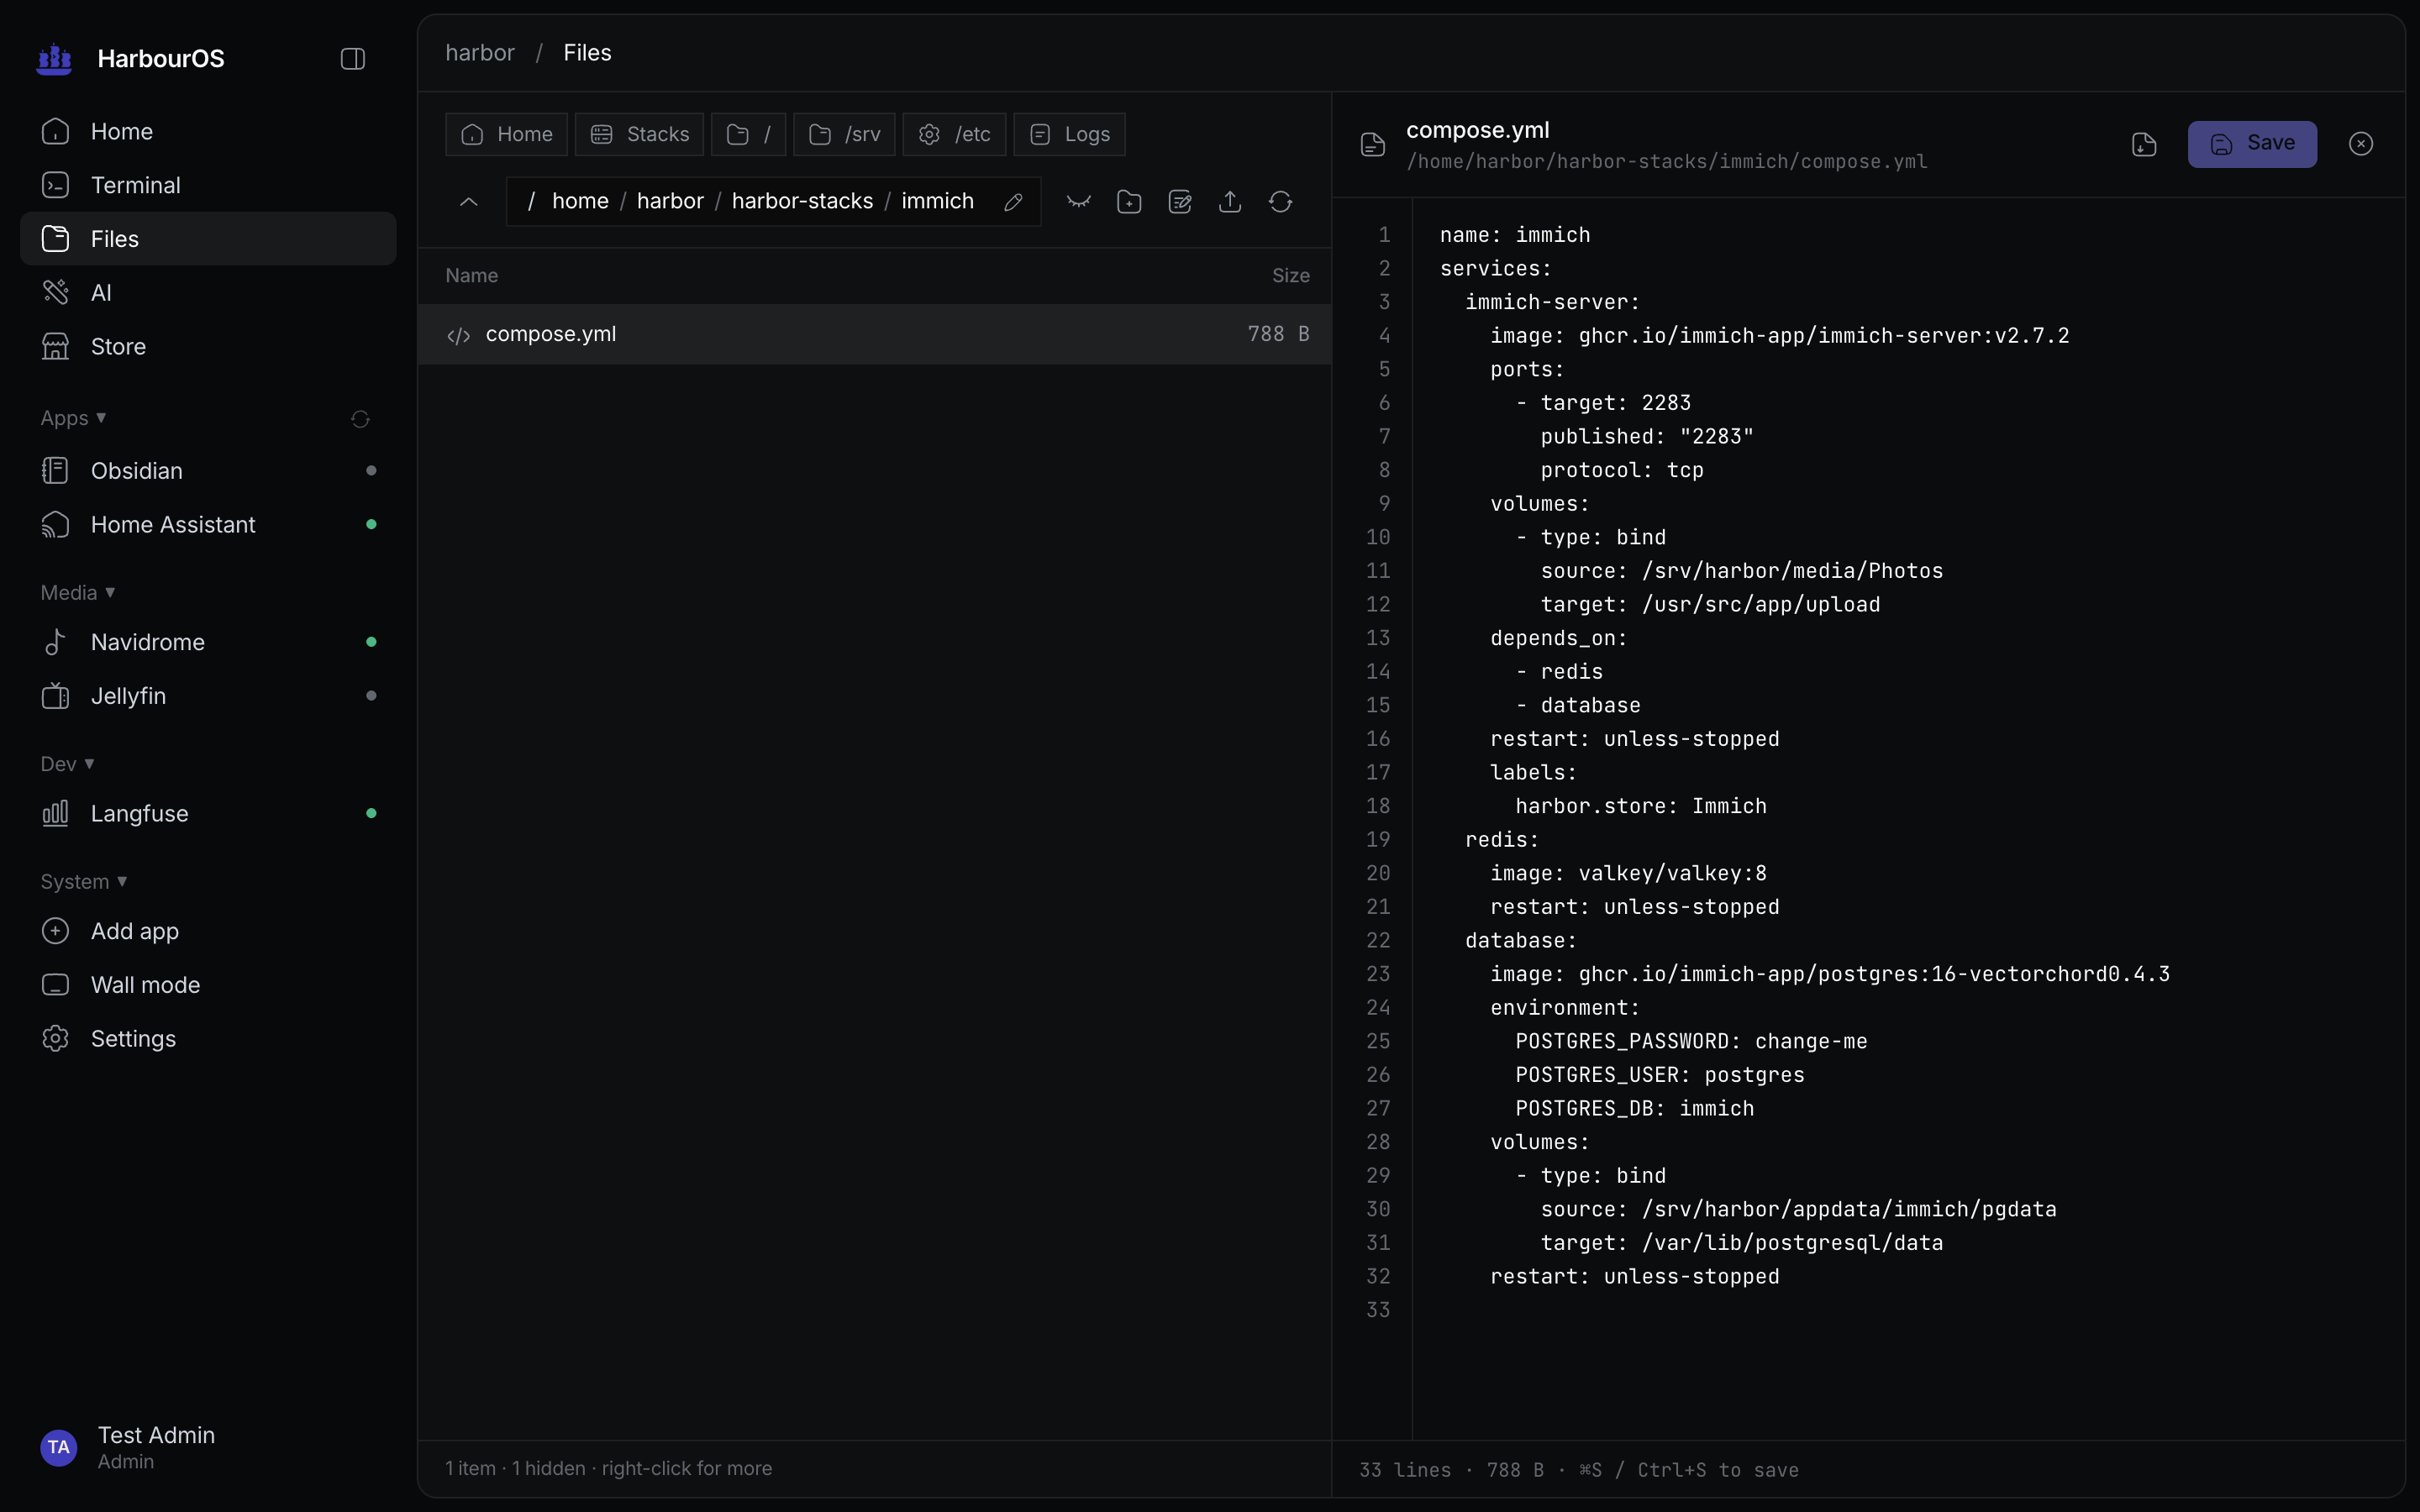 HarbourOS
Home
Terminal
Files
AI
Store
Apps ▾
Obsidian
Home Assistant
Media ▾
Navidrome
Jellyfin
Dev ▾
Langfuse
System ▾
Add app
Wall mode
Settings
TA
Test Admin
Admin
harbor / Files
Home Stacks / /srv /etc Logs
/ home / harbor / harbor-stacks / immich
Name Size
compose.yml 788 B
1 item · 1 hidden · right-click for more
compose.yml
/home/harbor/harbor-stacks/immich/compose.yml
Save
1 name: immich
2 services:
3   immich-server:
4     image: ghcr.io/immich-app/immich-server:v2.7.2
5     ports:
6       - target: 2283
7         published: "2283"
8         protocol: tcp
9     volumes:
10       - type: bind
11         source: /srv/harbor/media/Photos
12         target: /usr/src/app/upload
13     depends_on:
14       - redis
15       - database
16     restart: unless-stopped
17     labels:
18       harbor.store: Immich
19   redis:
20     image: valkey/valkey:8
21     restart: unless-stopped
22   database:
23     image: ghcr.io/immich-app/postgres:16-vectorchord0.4.3
24     environment:
25       POSTGRES_PASSWORD: change-me
26       POSTGRES_USER: postgres
27       POSTGRES_DB: immich
28     volumes:
29       - type: bind
30         source: /srv/harbor/appdata/immich/pgdata
31         target: /var/lib/postgresql/data
32     restart: unless-stopped
33
33 lines · 788 B · ⌘S / Ctrl+S to save